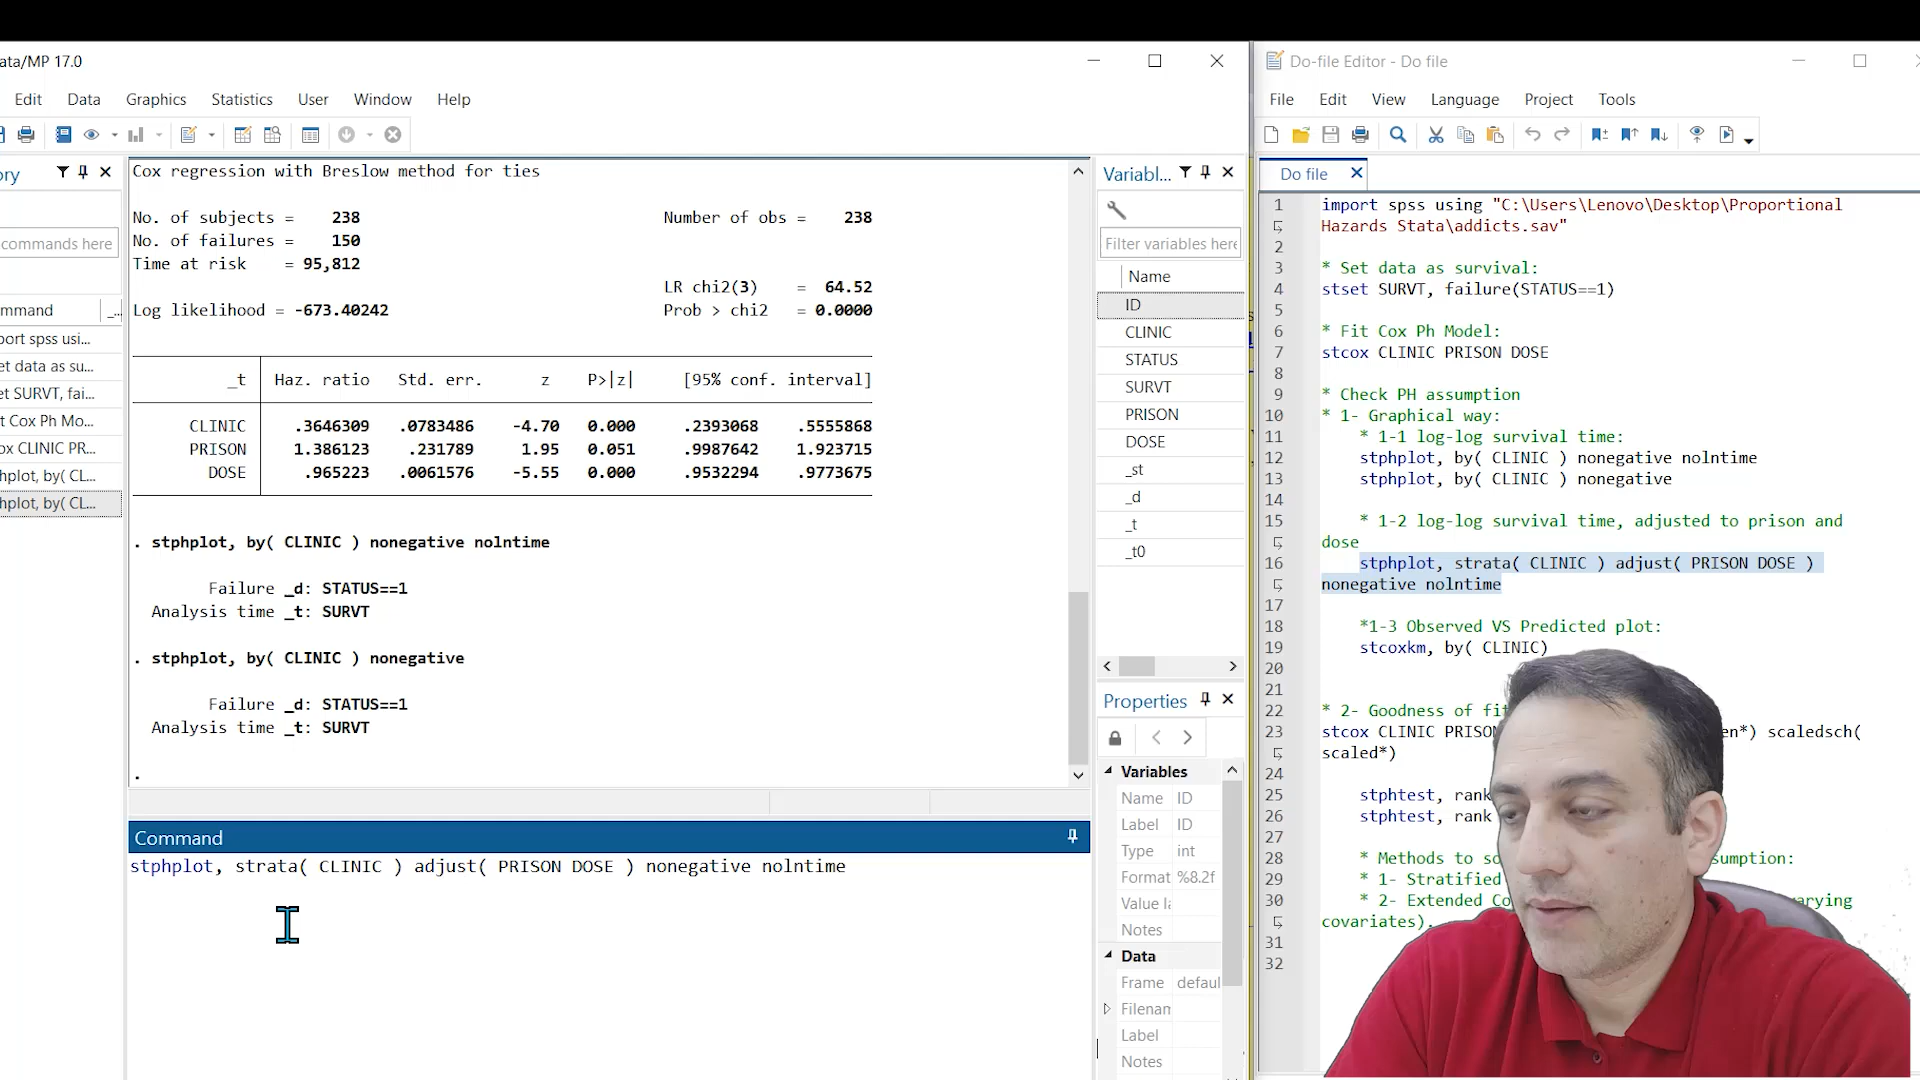 ata/MP 17.0
Edit Data Graphics Statistics User Window Help
ory
commands here
mmand
port spss usi...
et data as su...
et SURVT, fai...
t Cox Ph Mo...
ox CLINIC PR...
phplot, by( CL...
phplot, by( CL...
Cox regression with Breslow method for ties
No. of subjects = 238 Number of obs = 238
No. of failures = 150
Time at risk = 95,812
LR chi2(3) = 64.52
Log likelihood = -673.40242 Prob > chi2 = 0.0000
_t Haz. ratio Std. err. z P>|z| [95% conf. interval]
CLINIC .3646309 .0783486 -4.70 0.000 .2393068 .5555868
PRISON 1.386123 .231789 1.95 0.051 .9987642 1.923715
DOSE .965223 .0061576 -5.55 0.000 .9532294 .9773675
. stphplot, by( CLINIC ) nonegative nolntime
Failure _d: STATUS==1
Analysis time _t: SURVT
. stphplot, by( CLINIC ) nonegative
Failure _d: STATUS==1
Analysis time _t: SURVT
.
Command
stphplot, strata( CLINIC ) adjust( PRISON DOSE ) nonegative nolntime
Variabl...
Filter variables here
Name
ID
CLINIC
STATUS
SURVT
PRISON
DOSE
_st
_d
_t
_t0
Properties
Variables
Name ID
Label ID
Type int
Format %8.2f
Value la
Notes
Data
Frame defaul
Filenam
Label
Notes
Do-file Editor - Do file
File Edit View Language Project Tools
Do file
1 import spss using "C:\Users\Lenovo\Desktop\Proportional
Hazards Stata\addicts.sav"
2
3 * Set data as survival:
4 stset SURVT, failure(STATUS==1)
5
6 * Fit Cox Ph Model:
7 stcox CLINIC PRISON DOSE
8
9 * Check PH assumption
10 * 1- Graphical way:
11 * 1-1 log-log survival time:
12 stphplot, by( CLINIC ) nonegative nolntime
13 stphplot, by( CLINIC ) nonegative
14
15 * 1-2 log-log survival time, adjusted to prison and
dose
16 stphplot, strata( CLINIC ) adjust( PRISON DOSE )
nonegative nolntime
17
18 *1-3 Observed VS Predicted plot:
19 stcoxkm, by( CLINIC)
20
21
22 * 2- Goodness of fi
23 stcox CLINIC PRISON en*) scaledsch(
scaled*)
24
25 stphtest, rank
26 stphtest, rank
27
28 * Methods to so sumption:
29 * 1- Stratified
30 * 2- Extended Co arying
covariates).
31
32